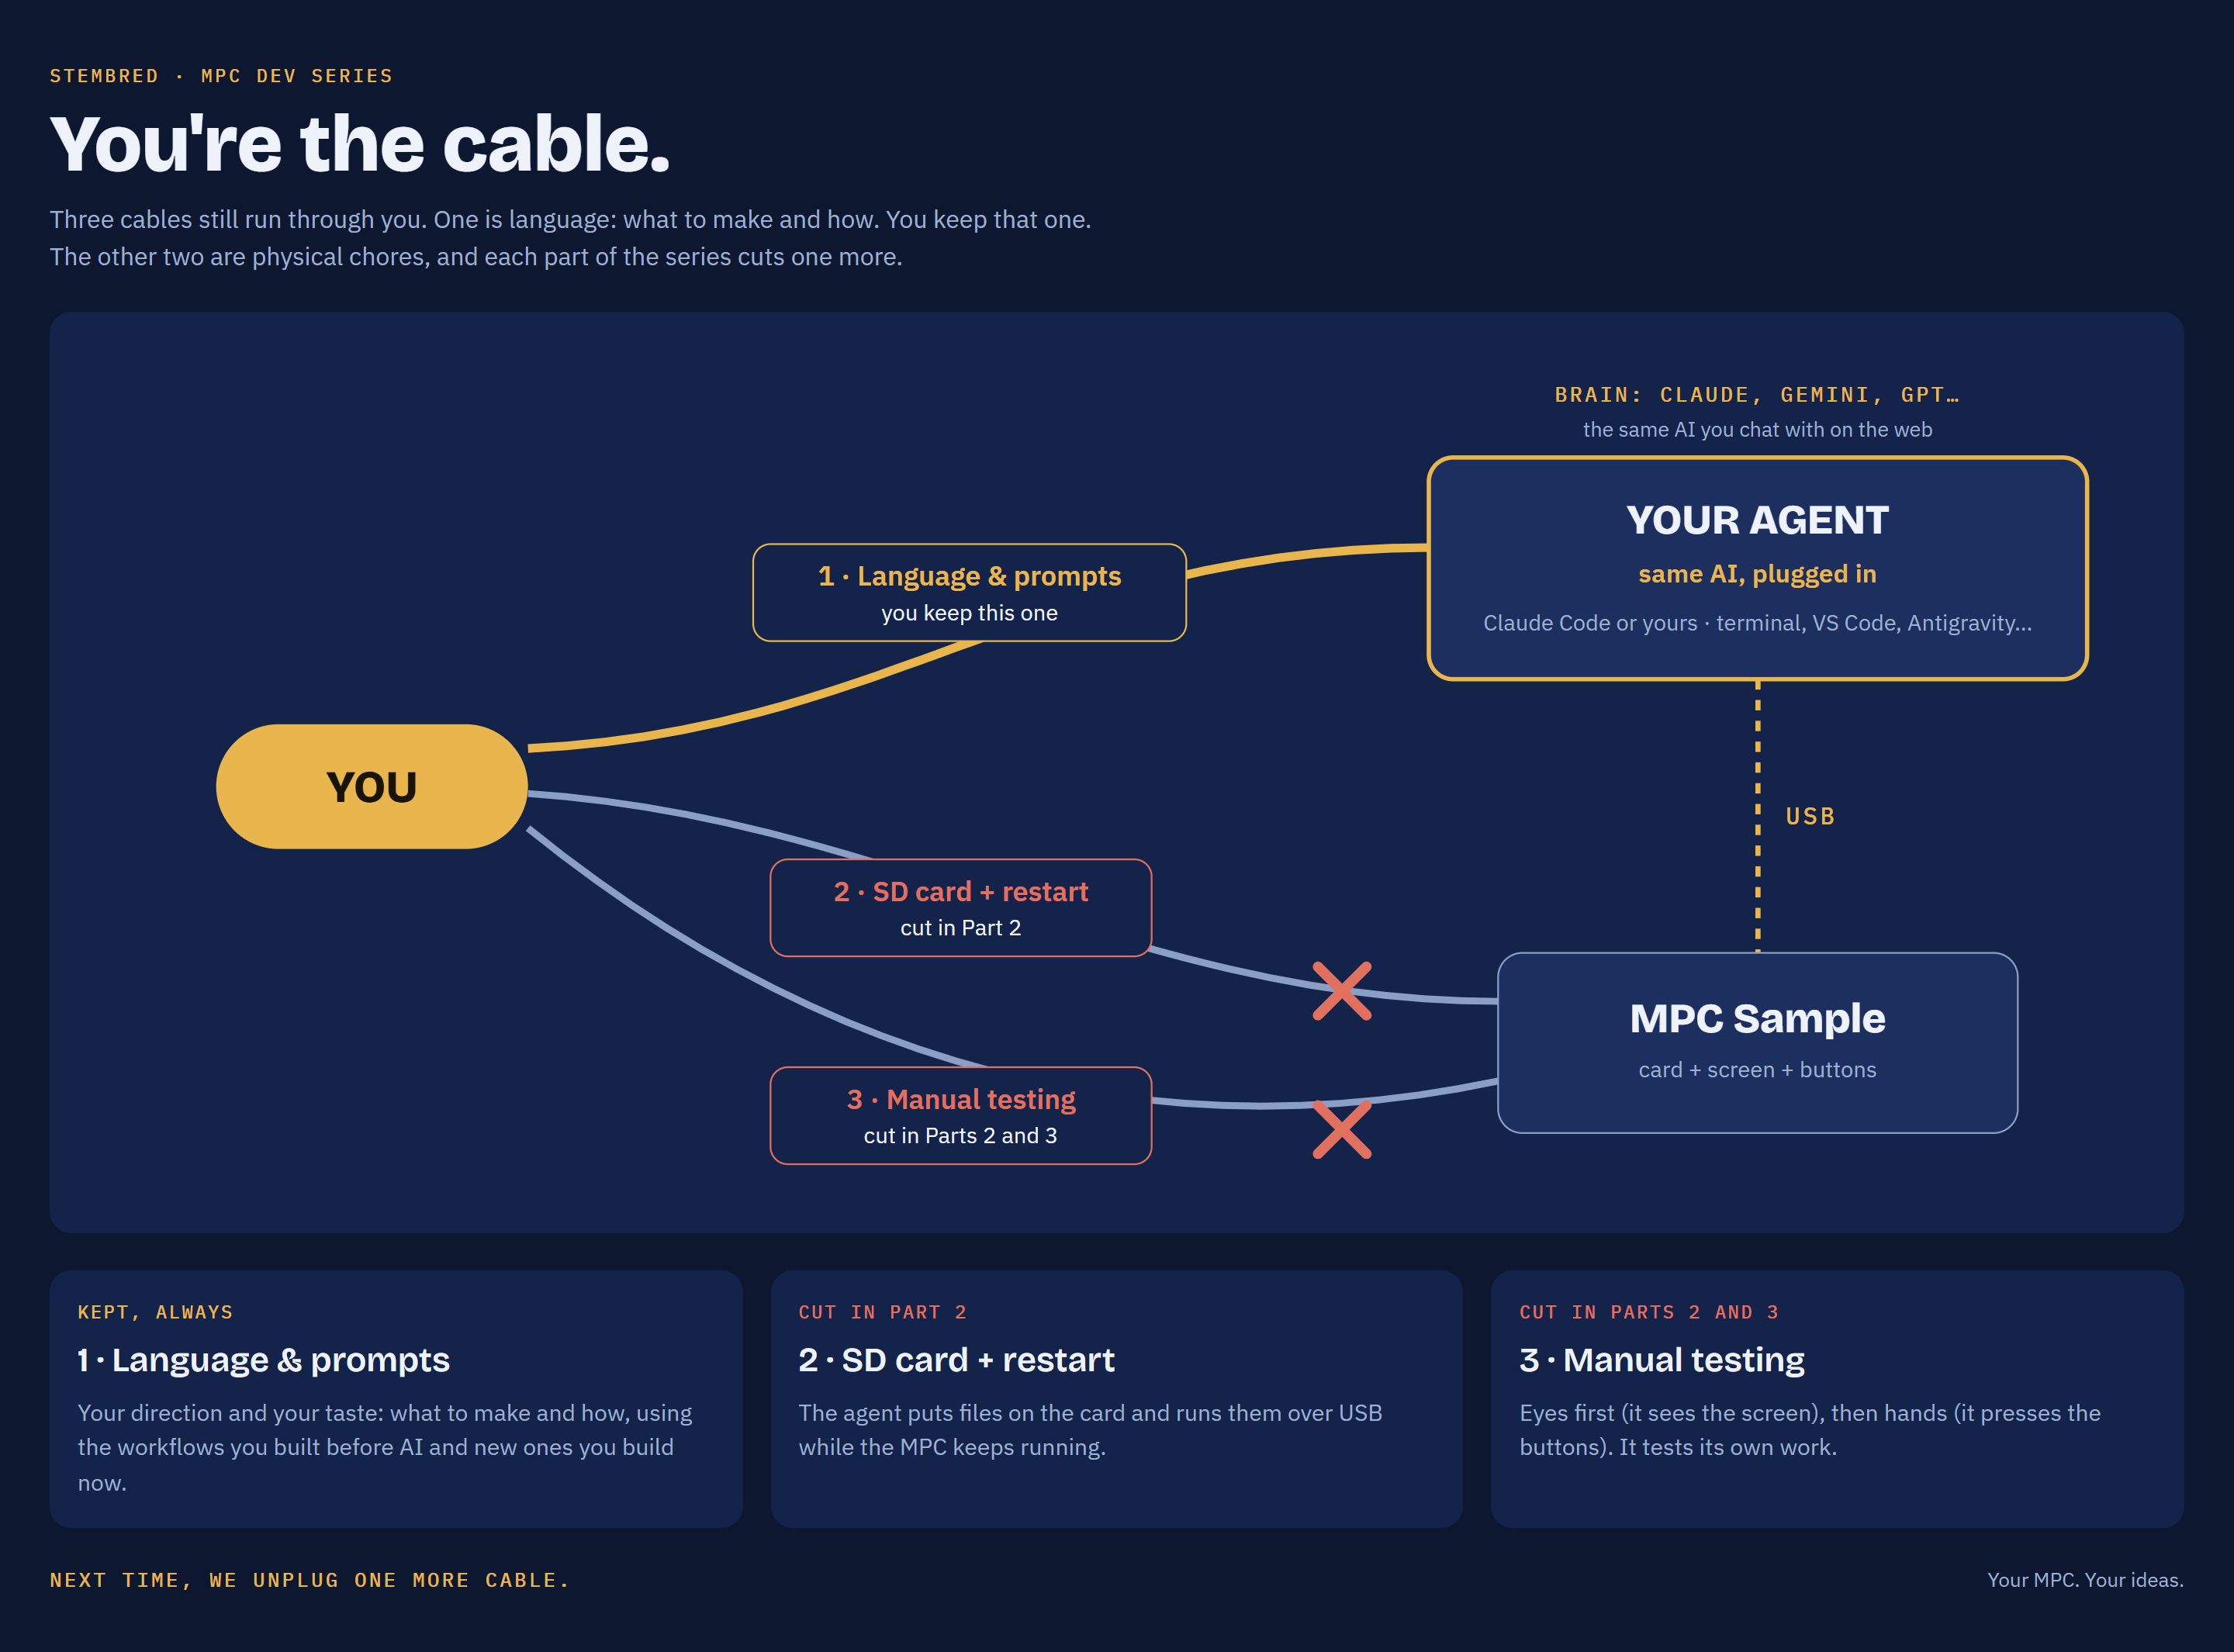 STEMBRED · MPC DEV SERIES
You're the cable.
Three cables still run through you. One is language: what to make and how. You keep that one.
The other two are physical chores, and each part of the series cuts one more.
BRAIN: CLAUDE, GEMINI, GPT…
the same AI you chat with on the web
YOUR AGENT
same AI, plugged in
Claude Code or yours · terminal, VS Code, Antigravity…
1 · Language & prompts
you keep this one
YOU
USB
2 · SD card + restart
cut in Part 2
MPC Sample
card + screen + buttons
3 · Manual testing
cut in Parts 2 and 3
KEPT, ALWAYS
1 · Language & prompts
Your direction and your taste: what to make and how, using
the workflows you built before AI and new ones you build
now.
CUT IN PART 2
2 · SD card + restart
The agent puts files on the card and runs them over USB
while the MPC keeps running.
CUT IN PARTS 2 AND 3
3 · Manual testing
Eyes first (it sees the screen), then hands (it presses the
buttons). It tests its own work.
NEXT TIME, WE UNPLUG ONE MORE CABLE.
Your MPC. Your ideas.